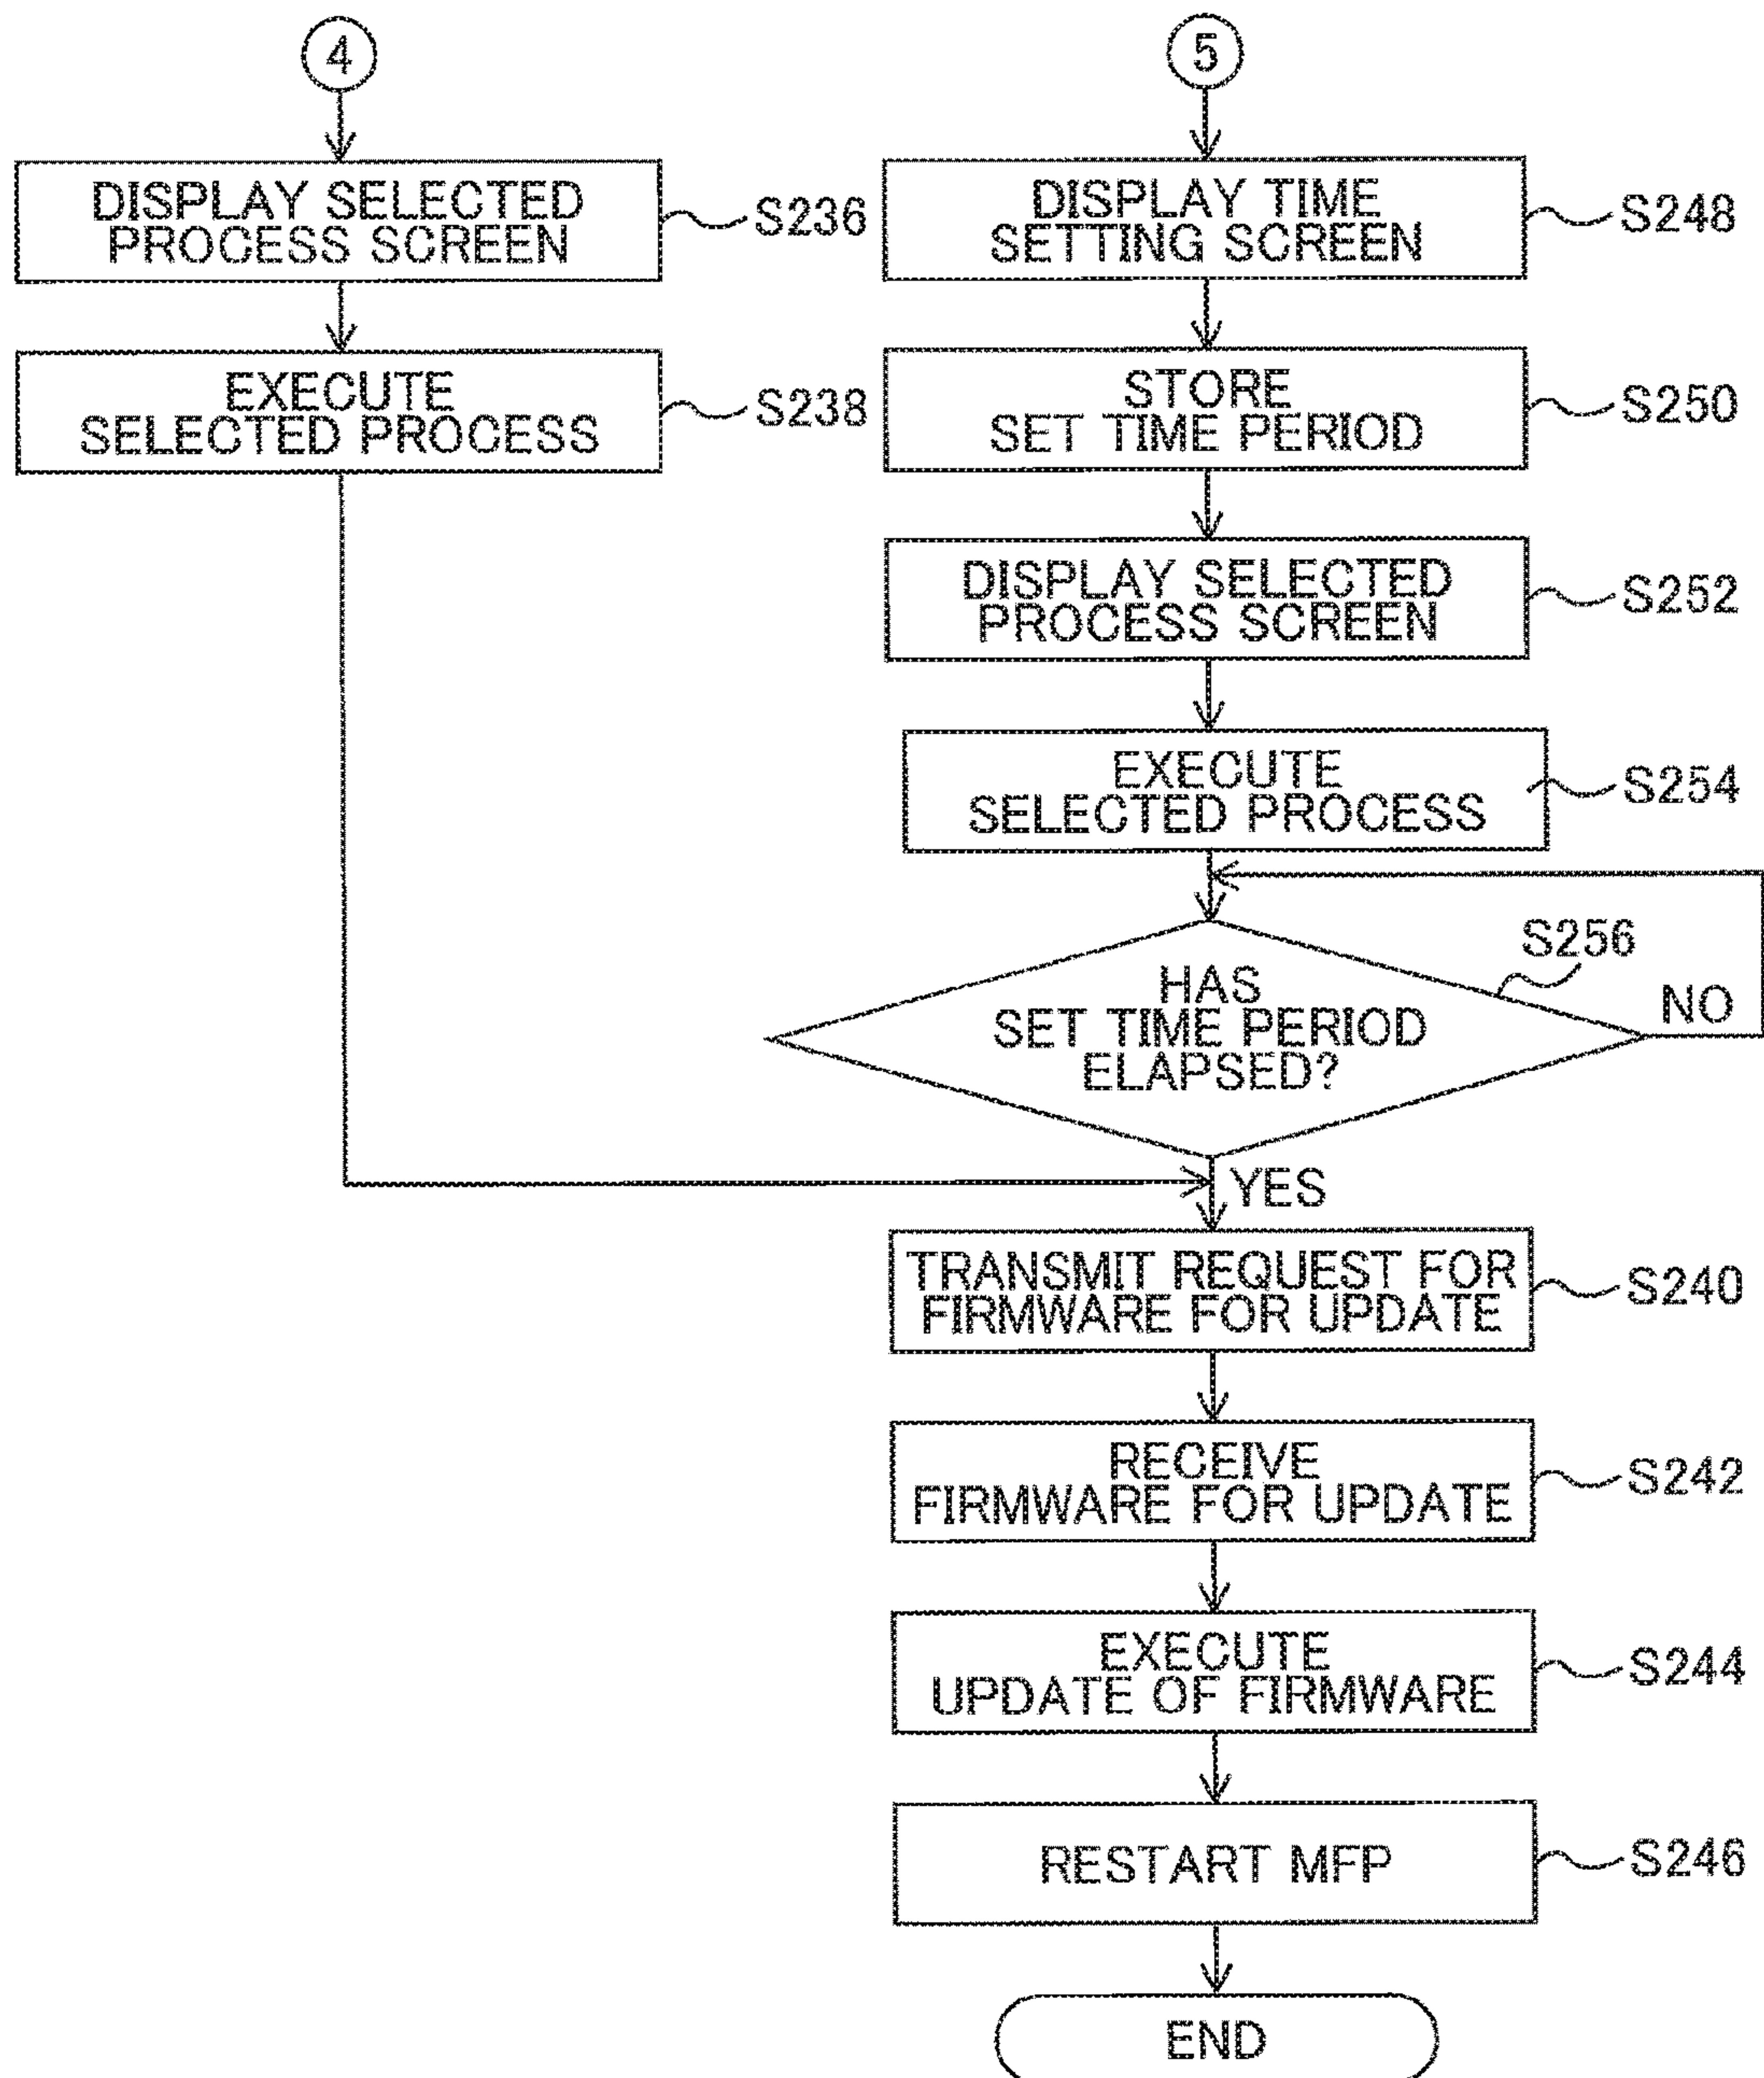 4
DISPLAY SELECTED
PROCESS SCREEN
S236
EXECUTE
SELECTED PROCESS
S238
5
DISPLAY TIME
SETTING SCREEN
S248
STORE
SET TIME PERIOD
S250
DISPLAY SELECTED
PROCESS SCREEN
S252
EXECUTE
SELECTED PROCESS
S254
HAS
SET TIME PERIOD
ELAPSED?
S256
NO
YES
TRANSMIT REQUEST FOR
FIRMWARE FOR UPDATE
S240
RECEIVE
FIRMWARE FOR UPDATE
S242
EXECUTE
UPDATE OF FIRMWARE
S244
RESTART MFP
S246
END